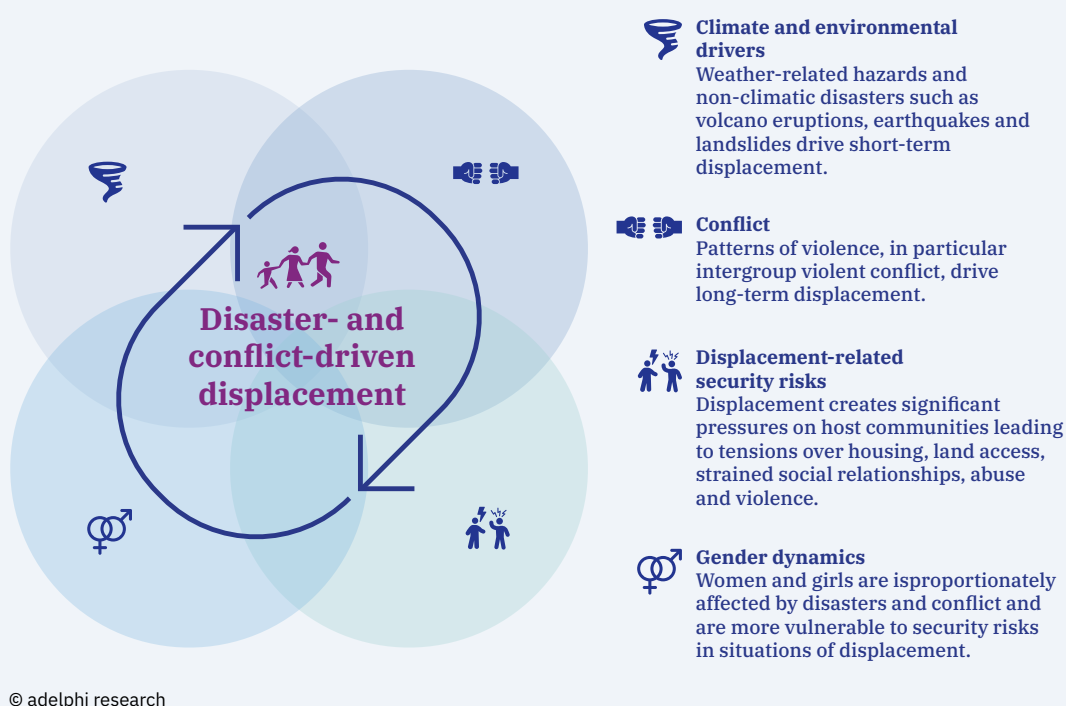 Disaster- and
conflict-driven
displacement
Climate and environmental
drivers
Weather-related hazards and
non-climatic disasters such as
volcano eruptions, earthquakes and
landslides drive short-term
displacement.
Conflict
Patterns of violence, in particular
intergroup violent conflict, drive
long-term displacement.
Displacement-related
security risks
Displacement creates significant
pressures on host communities leading
to tensions over housing, land access,
strained social relationships, abuse
and violence.
Gender dynamics
Women and girls are isproportionately
affected by disasters and conflict and
are more vulnerable to security risks
in situations of displacement.
© adelphi research